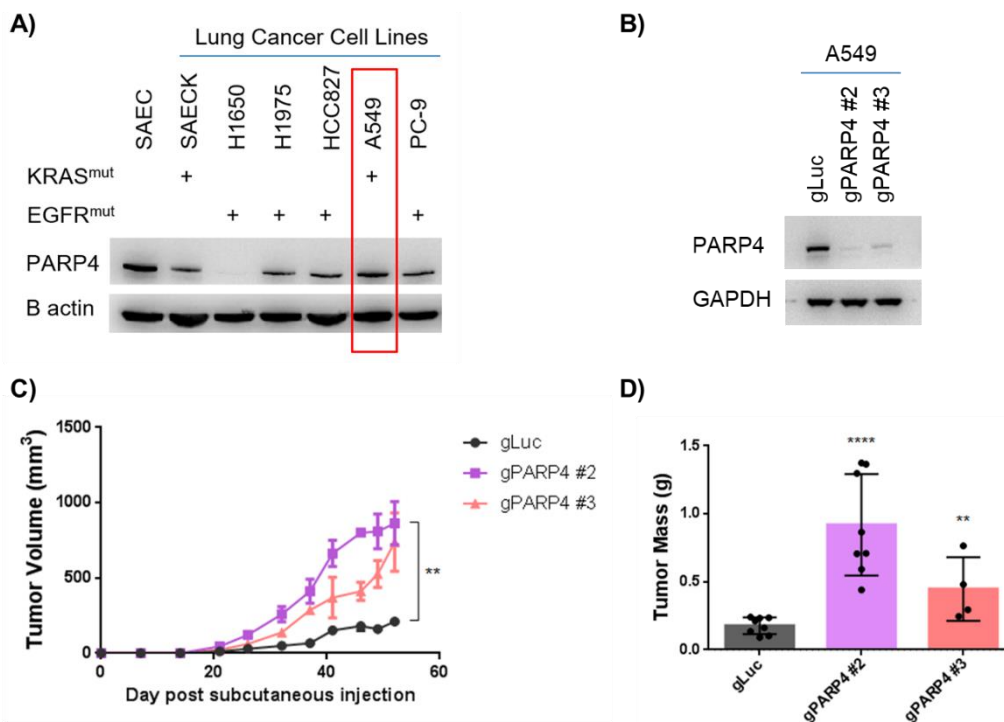 A)
Lung Cancer Cell Lines
SAEC
SAECK
H1650
H1975
HCC827
A549
PC-9
KRASmut
+ +
EGFRmut
+ + + +
PARP4
B actin
B)
A549
gLuc
gPARP4 #2
gPARP4 #3
PARP4
GAPDH
C)
Tumor Volume (mm³)
1500
1000
500
0
0 20 40 60
Day post subcutaneous injection
gLuc
gPARP4 #2
gPARP4 #3
**
D)
Tumor Mass (g)
1.5
1.0
0.5
0.0
****
**
gLuc
gPARP4 #2
gPARP4 #3